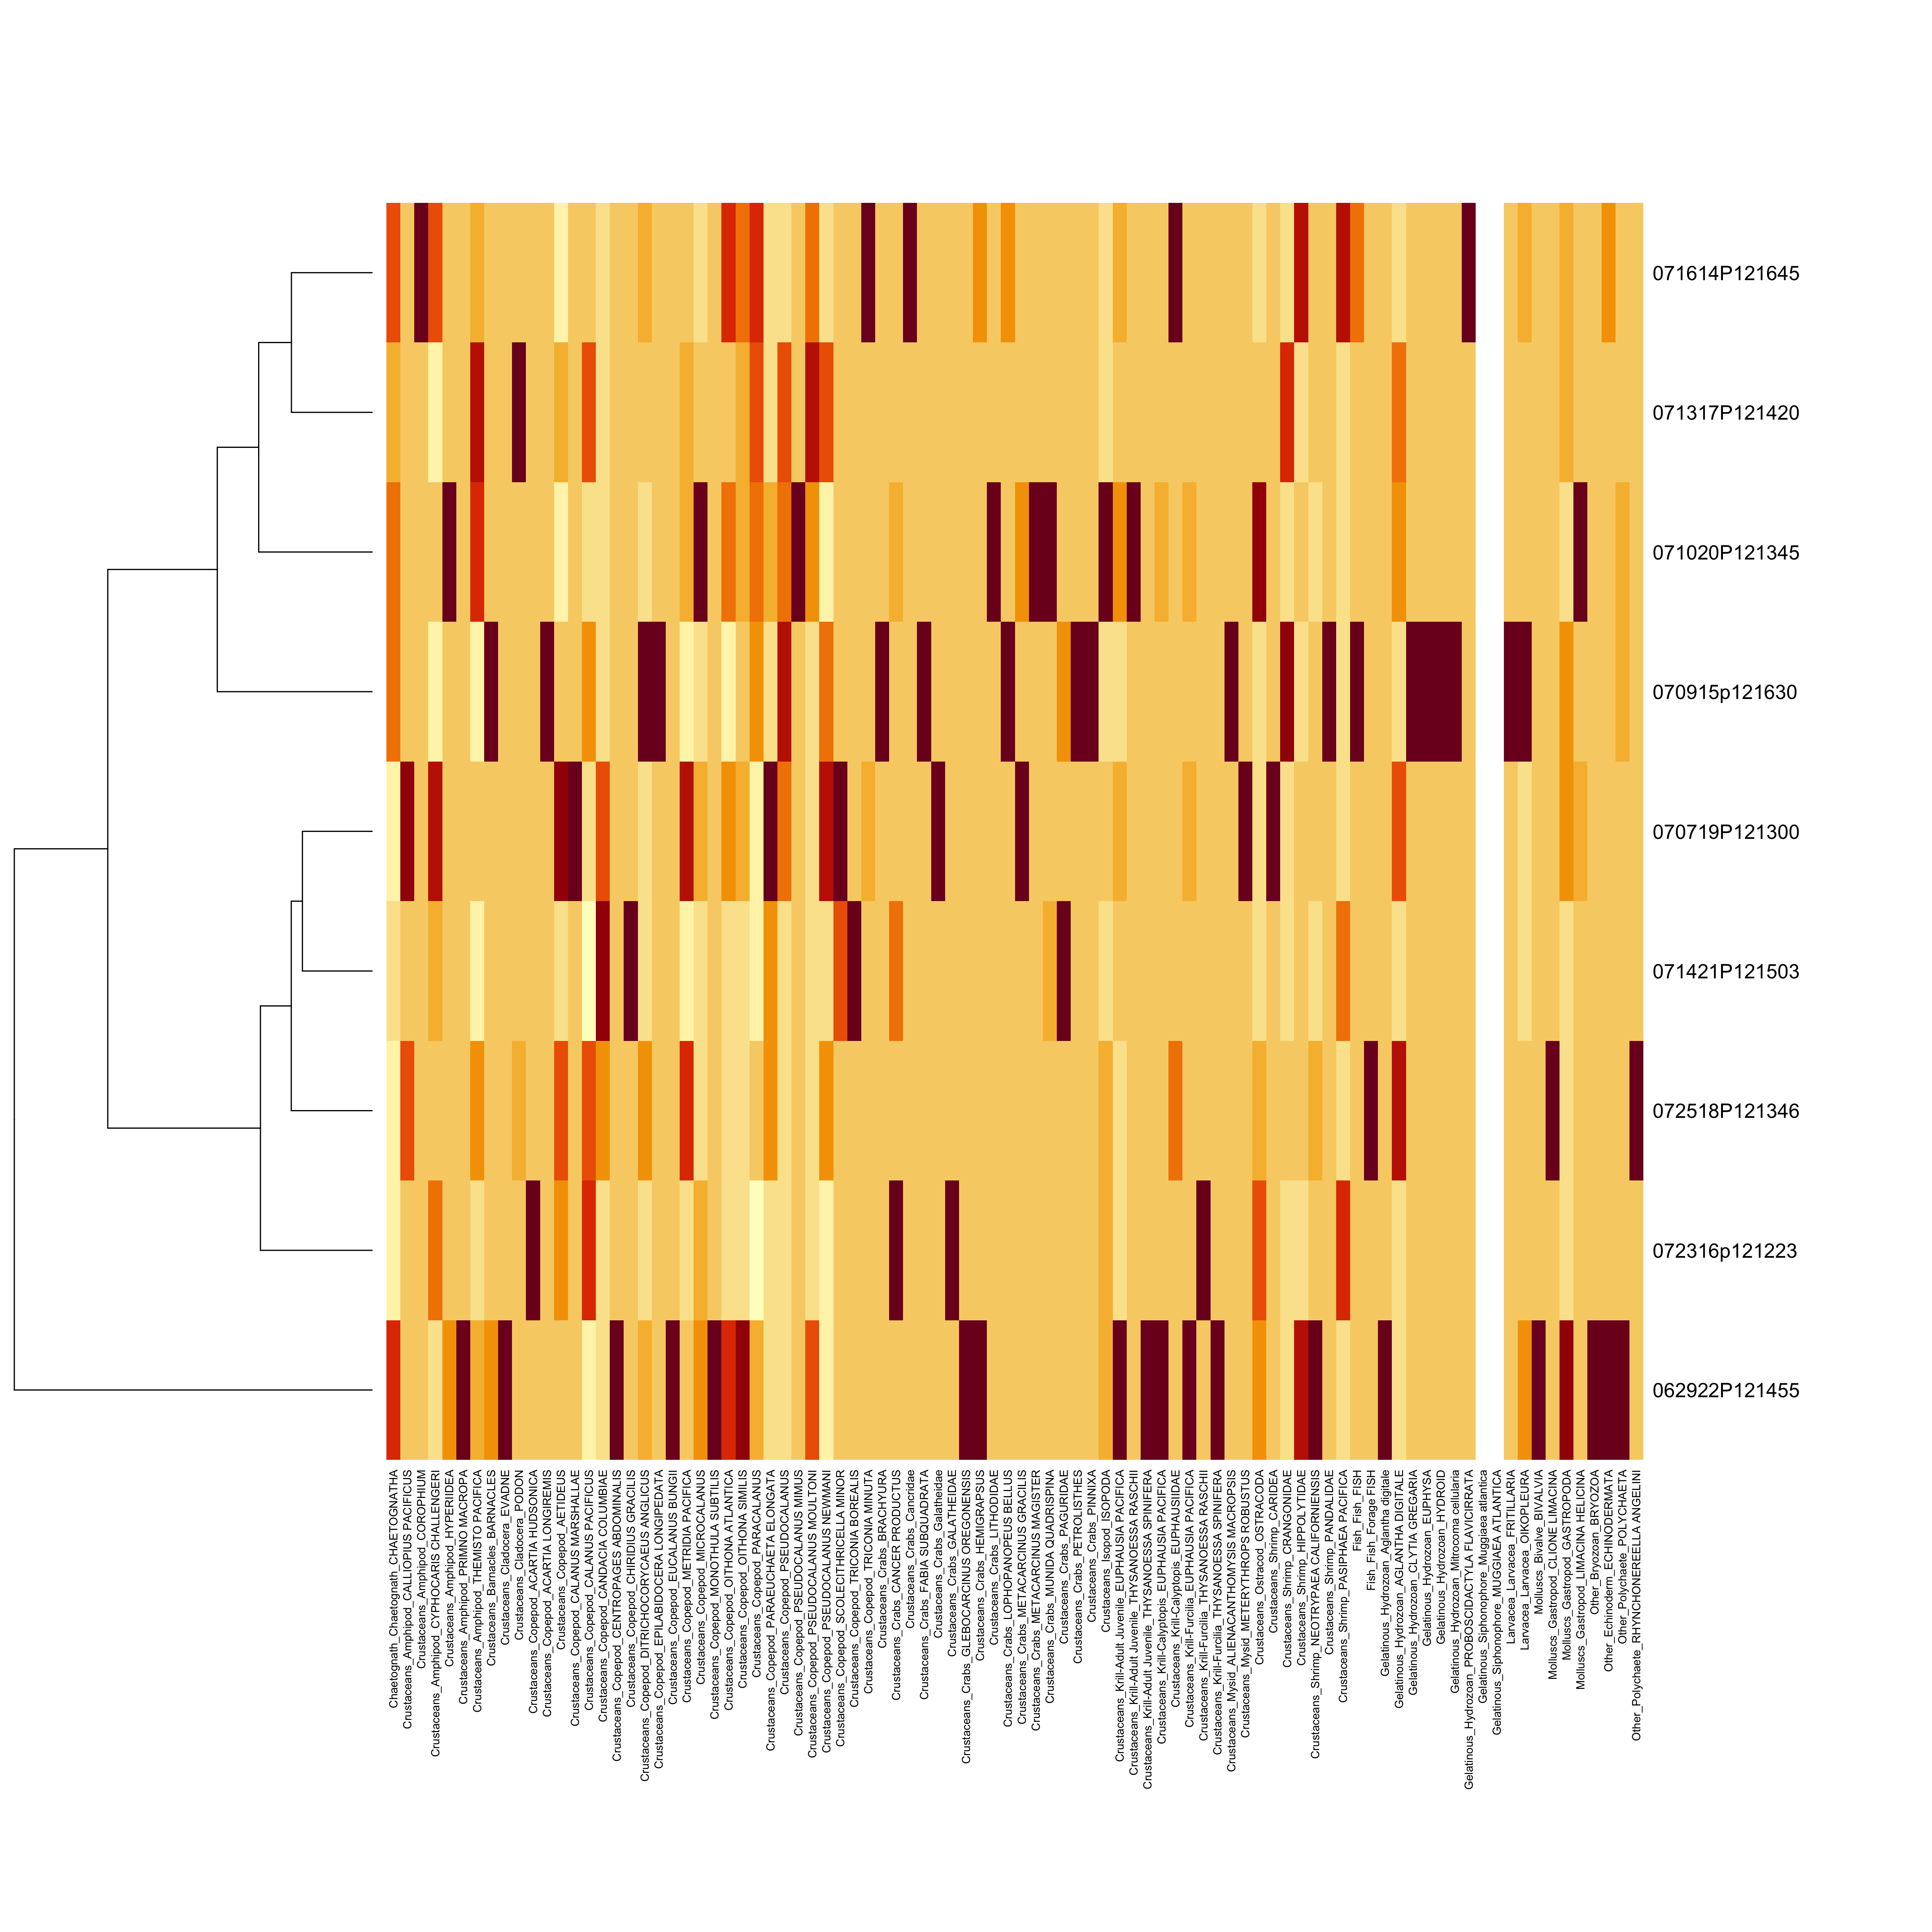 071614P121645
071317P121420
071020P121345
070915p121630
070719P121300
071421P121503
072518P121346
072316p121223
062922P121455
Chaetognath_Chaetognath_CHAETOGNATHA
Crustaceans_Amphipod_CALLIOPIUS PACIFICUS
Crustaceans_Amphipod_COROPHIUM
Crustaceans_Amphipod_CYPHOCARIS CHALLENGERI
Crustaceans_Amphipod_HYPERIIDEA
Crustaceans_Amphipod_PRIMNO MACROPA
Crustaceans_Amphipod_THEMISTO PACIFICA
Crustaceans_Barnacles_BARNACLES
Crustaceans_Cladocera_EVADNE
Crustaceans_Cladocera_PODON
Crustaceans_Copepod_ACARTIA HUDSONICA
Crustaceans_Copepod_ACARTIA LONGIREMIS
Crustaceans_Copepod_AETIDEUS
Crustaceans_Copepod_CALANUS MARSHALLAE
Crustaceans_Copepod_CALANUS PACIFICUS
Crustaceans_Copepod_CANDACIA COLUMBIAE
Crustaceans_Copepod_CENTROPAGES ABDOMINALIS
Crustaceans_Copepod_CHIRIDIUS GRACILIS
Crustaceans_Copepod_DITRICHOCORYCAEUS ANGLICUS
Crustaceans_Copepod_EPILABIDOCERA LONGIPEDATA
Crustaceans_Copepod_EUCALANUS BUNGII
Crustaceans_Copepod_METRIDIA PACIFICA
Crustaceans_Copepod_MICROCALANUS
Crustaceans_Copepod_MONOTHULA SUBTILIS
Crustaceans_Copepod_OITHONA ATLANTICA
Crustaceans_Copepod_OITHONA SIMILIS
Crustaceans_Copepod_PARACALANUS
Crustaceans_Copepod_PARAEUCHAETA ELONGATA
Crustaceans_Copepod_PSEUDOCALANUS
Crustaceans_Copepod_PSEUDOCALANUS MIMUS
Crustaceans_Copepod_PSEUDOCALANUS MOULTONI
Crustaceans_Copepod_PSEUDOCALANUS NEWMANI
Crustaceans_Copepod_SCOLECITHRICELLA MINOR
Crustaceans_Copepod_TRICONIA BOREALIS
Crustaceans_Copepod_TRICONIA MINUTA
Crustaceans_Crabs_BRACHYURA
Crustaceans_Crabs_CANCER PRODUCTUS
Crustaceans_Crabs_Cancridae
Crustaceans_Crabs_FABIA SUBQUADRATA
Crustaceans_Crabs_Galatheidae
Crustaceans_Crabs_GALATHEIDAE
Crustaceans_Crabs_GLEBOCARCINUS OREGONENSIS
Crustaceans_Crabs_HEMIGRAPSUS
Crustaceans_Crabs_LITHODIDAE
Crustaceans_Crabs_LOPHOPANOPEUS BELLUS
Crustaceans_Crabs_METACARCINUS GRACILIS
Crustaceans_Crabs_METACARCINUS MAGISTER
Crustaceans_Crabs_MUNIDA QUADRISPINA
Crustaceans_Crabs_PAGURIDAE
Crustaceans_Crabs_PETROLISTHES
Crustaceans_Crabs_PINNIXA
Crustaceans_Isopod_ISOPODA
Crustaceans_Krill-Adult Juvenile_EUPHAUSIA PACIFICA
Crustaceans_Krill-Adult Juvenile_THYSANOESSA RASCHII
Crustaceans_Krill-Adult Juvenile_THYSANOESSA SPINIFERA
Crustaceans_Krill-Calyptopis_EUPHAUSIA PACIFICA
Crustaceans_Krill-Calyptopis_EUPHAUSIIDAE
Crustaceans_Krill-Furcilia_EUPHAUSIA PACIFICA
Crustaceans_Krill-Furcilia_THYSANOESSA RASCHII
Crustaceans_Krill-Furcilia_THYSANOESSA SPINIFERA
Crustaceans_Mysid_ALIENACANTHOMYSIS MACROPSIS
Crustaceans_Mysid_METERYTHROPS ROBUSTUS
Crustaceans_Ostracod_OSTRACODA
Crustaceans_Shrimp_CARIDEA
Crustaceans_Shrimp_CRANGONIDAE
Crustaceans_Shrimp_HIPPOLYTIDAE
Crustaceans_Shrimp_NEOTRYPAEA CALIFORNIENSIS
Crustaceans_Shrimp_PANDALIDAE
Crustaceans_Shrimp_PASIPHAEA PACIFICA
Fish_Fish_FISH
Fish_Fish_Forage FISH
Gelatinous_Hydrozoan_Aglantha digitale
Gelatinous_Hydrozoan_AGLANTHA DIGITALE
Gelatinous_Hydrozoan_CLYTIA GREGARIA
Gelatinous_Hydrozoan_EUPHYSA
Gelatinous_Hydrozoan_HYDROID
Gelatinous_Hydrozoan_Mitrocoma cellularia
Gelatinous_Hydrozoan_PROBOSCIDACTYLA FLAVICIRRATA
Gelatinous_Siphonophore_Muggiaea atlantica
Gelatinous_Siphonophore_MUGGIAEA ATLANTICA
Larvacea_Larvacea_FRITILLARIA
Larvacea_Larvacea_OIKOPLEURA
Molluscs_Bivalve_BIVALVIA
Molluscs_Gastropod_CLIONE LIMACINA
Molluscs_Gastropod_GASTROPODA
Molluscs_Gastropod_LIMACINA HELICINA
Other_Bryozoan_BRYOZOA
Other_Echinoderm_ECHINODERMATA
Other_Polychaete_POLYCHAETA
Other_Polychaete_RHYNCHONEREELLA ANGELINI